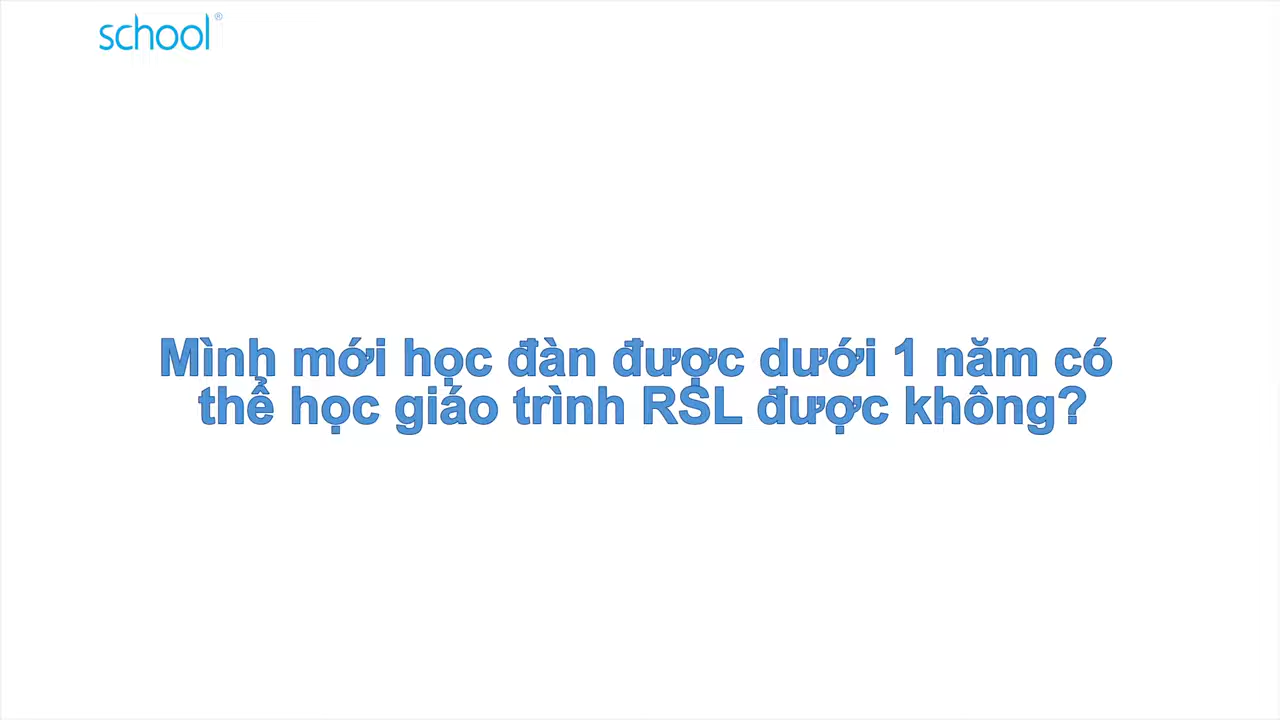 school®
Mình mới học đàn được dưới 1 năm có
thể học giáo trình RSL được không?